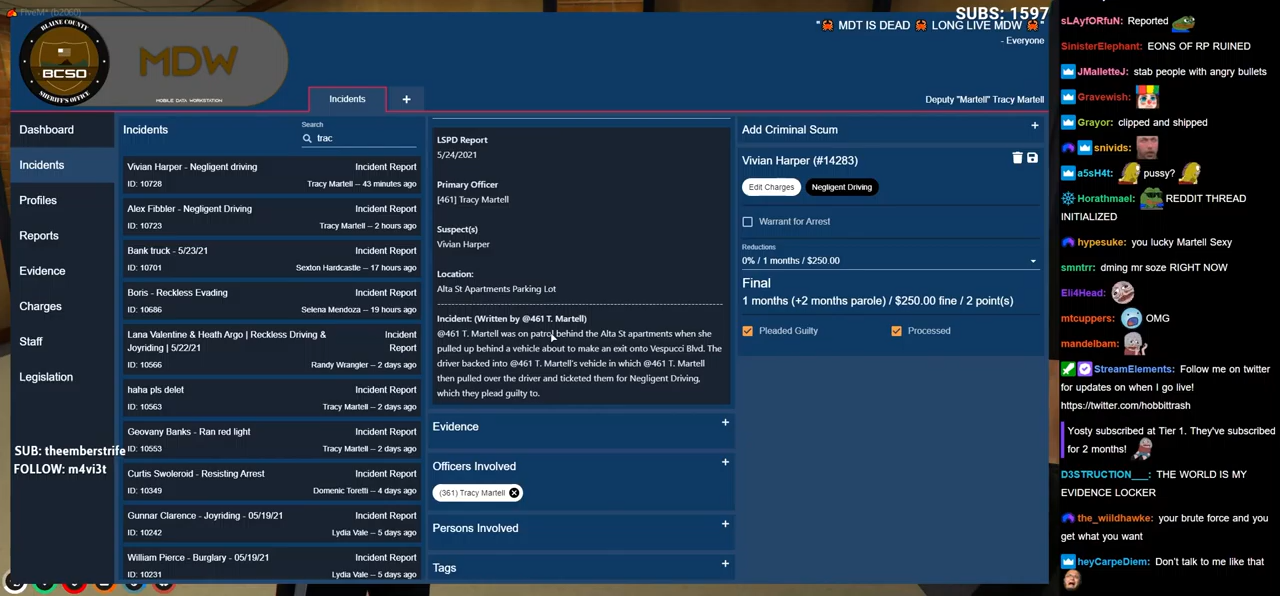 FiveM® (b2060)
BLAINE COUNTY
BCSO
SHERIFF'S OFFICE
MDW
MOBILE DATA WORKSTATION
SUBS: 1597
" MDT IS DEAD LONG LIVE MDW "
- Everyone
Incidents
+
Deputy "Martell" Tracy Martell
Dashboard
Incidents
Profiles
Reports
Evidence
Charges
Staff
Legislation
SUB: theemberstrife
FOLLOW: m4vi3t
Incidents
Search
trac
Vivian Harper - Negligent driving
Incident Report
ID: 10728
Tracy Martell -- 43 minutes ago
Alex Fibbler - Negligent Driving
Incident Report
ID: 10723
Tracy Martell -- 2 hours ago
Bank truck - 5/23/21
Incident Report
ID: 10701
Sexton Hardcastle -- 17 hours ago
Boris - Reckless Evading
Incident Report
ID: 10686
Selena Mendoza -- 19 hours ago
Lana Valentine & Heath Argo | Reckless Driving &
Joyriding | 5/22/21
Incident
Report
ID: 10566
Randy Wrangler -- 2 days ago
haha pls delet
Incident Report
ID: 10563
Tracy Martell -- 2 days ago
Geovany Banks - Ran red light
Incident Report
ID: 10553
Tracy Martell -- 2 days ago
Curtis Swoleroid - Resisting Arrest
Incident Report
ID: 10349
Domenic Toretti -- 4 days ago
Gunnar Clarence - Joyriding - 05/19/21
Incident Report
ID: 10242
Lydia Vale -- 5 days ago
William Pierce - Burglary - 05/19/21
Incident Report
ID: 10231
Lydia Vale -- 5 days ago
LSPD Report
5/24/2021
Primary Officer
[461] Tracy Martell
Suspect(s)
Vivian Harper
Location:
Alta St Apartments Parking Lot
Incident: (Written by @461 T. Martell)
@461 T. Martell was on patrol behind the Alta St apartments when she
pulled up behind a vehicle about to make an exit onto Vespucci Blvd. The
driver backed into @461 T. Martell's vehicle in which @461 T. Martell
then pulled over the driver and ticketed them for Negligent Driving,
which they plead guilty to.
Evidence
+
Officers Involved
+
(361) Tracy Martell
Persons Involved
+
Tags
+
Add Criminal Scum
+
Vivian Harper (#14283)
Edit Charges
Negligent Driving
Warrant for Arrest
Reductions
0% / 1 months / $250.00
Final
1 months (+2 months parole) / $250.00 fine / 2 point(s)
Pleaded Guilty
Processed
sLAyfORfuN: Reported
SinisterElephant: EONS OF RP RUINED
JMalletteJ: stab people with angry bullets
Gravewish:
Grayor: clipped and shipped
snivids:
a5sH4t: pussy?
Horathmael: REDDIT THREAD
INITIALIZED
hypesuke: you lucky Martell Sexy
smntrr: dming mr soze RIGHT NOW
Eli4Head:
mtcuppers: OMG
mandelbam:
StreamElements: Follow me on twitter
for updates on when I go live!
https://twitter.com/hobbittrash
Yosty subscribed at Tier 1. They've subscribed
for 2 months!
D3STRUCTION___: THE WORLD IS MY
EVIDENCE LOCKER
the_wiildhawke: your brute force and you
get what you want
heyCarpeDiem: Don't talk to me like that